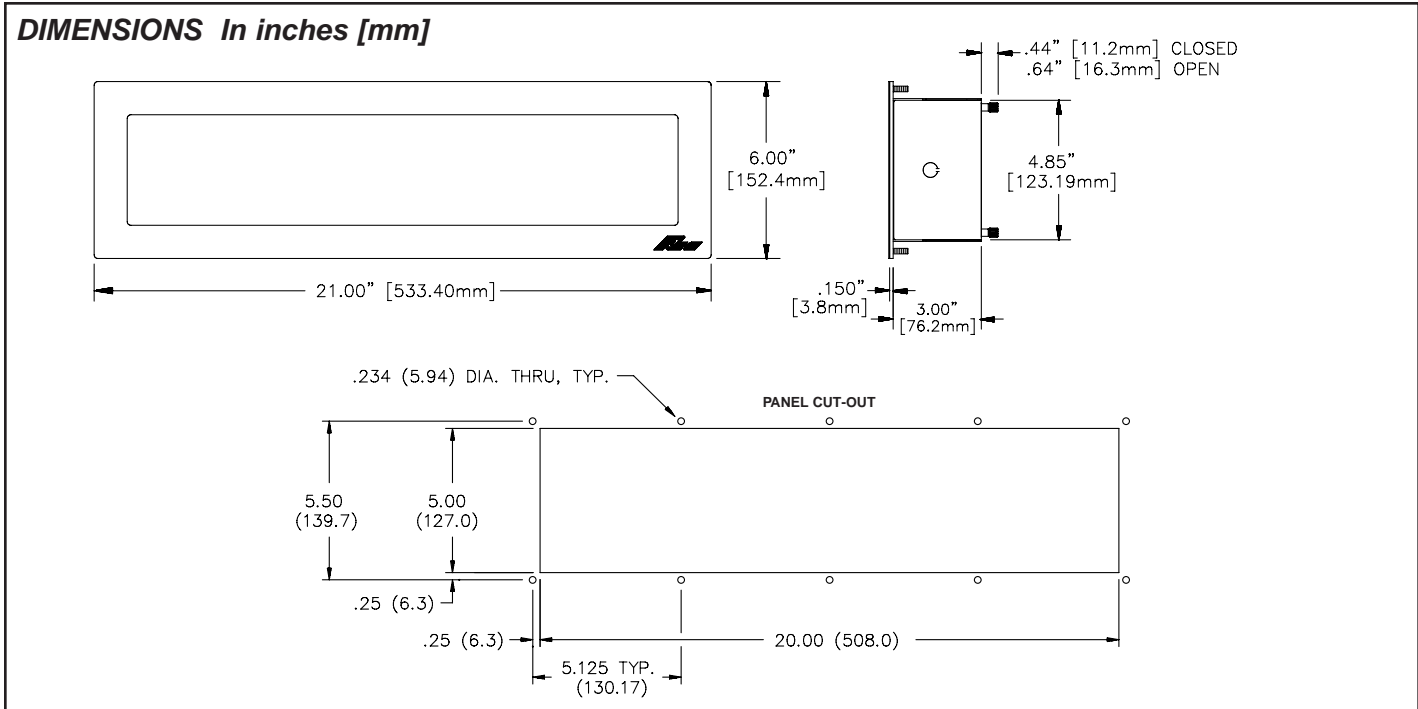 DIMENSIONS In inches [mm]
.44" [11.2mm] CLOSED
.64" [16.3mm] OPEN
6.00"
[152.4mm]
4.85"
[123.19mm]
21.00" [533.40mm]
.150"
[3.8mm]
3.00"
[76.2mm]
.234 (5.94) DIA. THRU, TYP.
PANEL CUT-OUT
5.50
(139.7)
5.00
(127.0)
.25 (6.3)
.25 (6.3)
20.00 (508.0)
5.125 TYP.
(130.17)